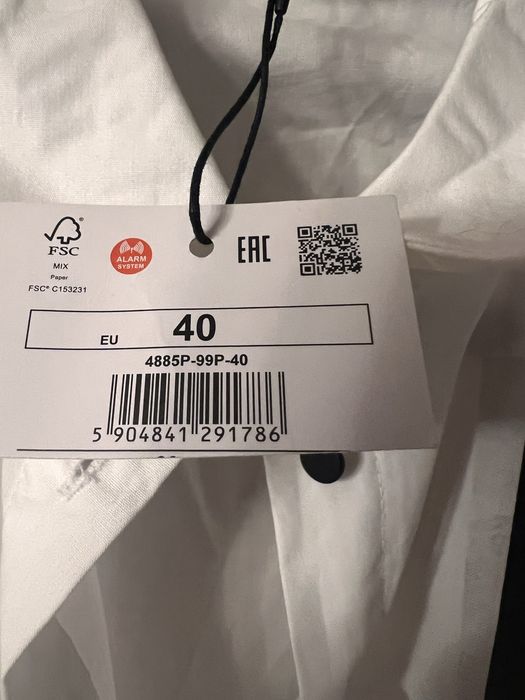 FSC®
MIX
Paper
FSC® C153231
ALARM
SYSTEM
EAC
EU 40
4885P-99P-40
5 904841 291786